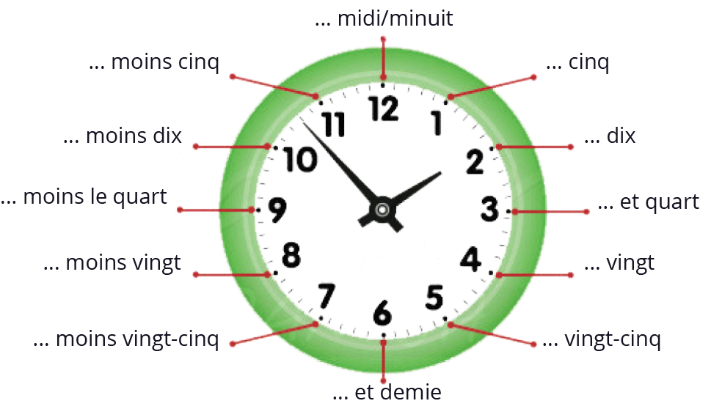 ... midi/minuit
... moins cinq
... cinq
... moins dix
... dix
... moins le quart
... et quart
... moins vingt
... vingt
... moins vingt-cinq
... vingt-cinq
... et demie
12
1
2
3
4
5
6
7
8
9
10
11